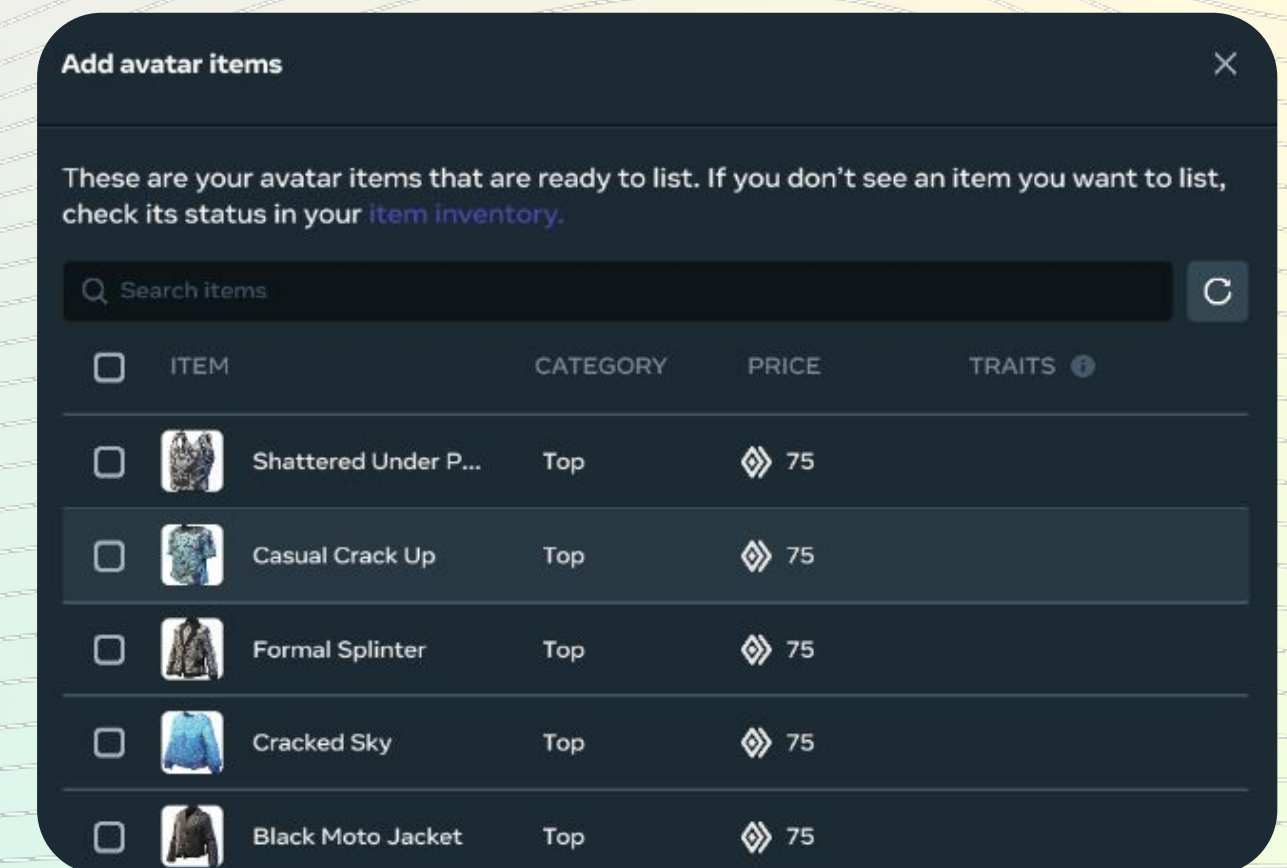 Add avatar items
These are your avatar items that are ready to list. If you don’t see an item you want to list,
check its status in your item inventory.
Search items
ITEM CATEGORY PRICE TRAITS
Shattered Under P... Top 75
Casual Crack Up Top 75
Formal Splinter Top 75
Cracked Sky Top 75
Black Moto Jacket Top 75